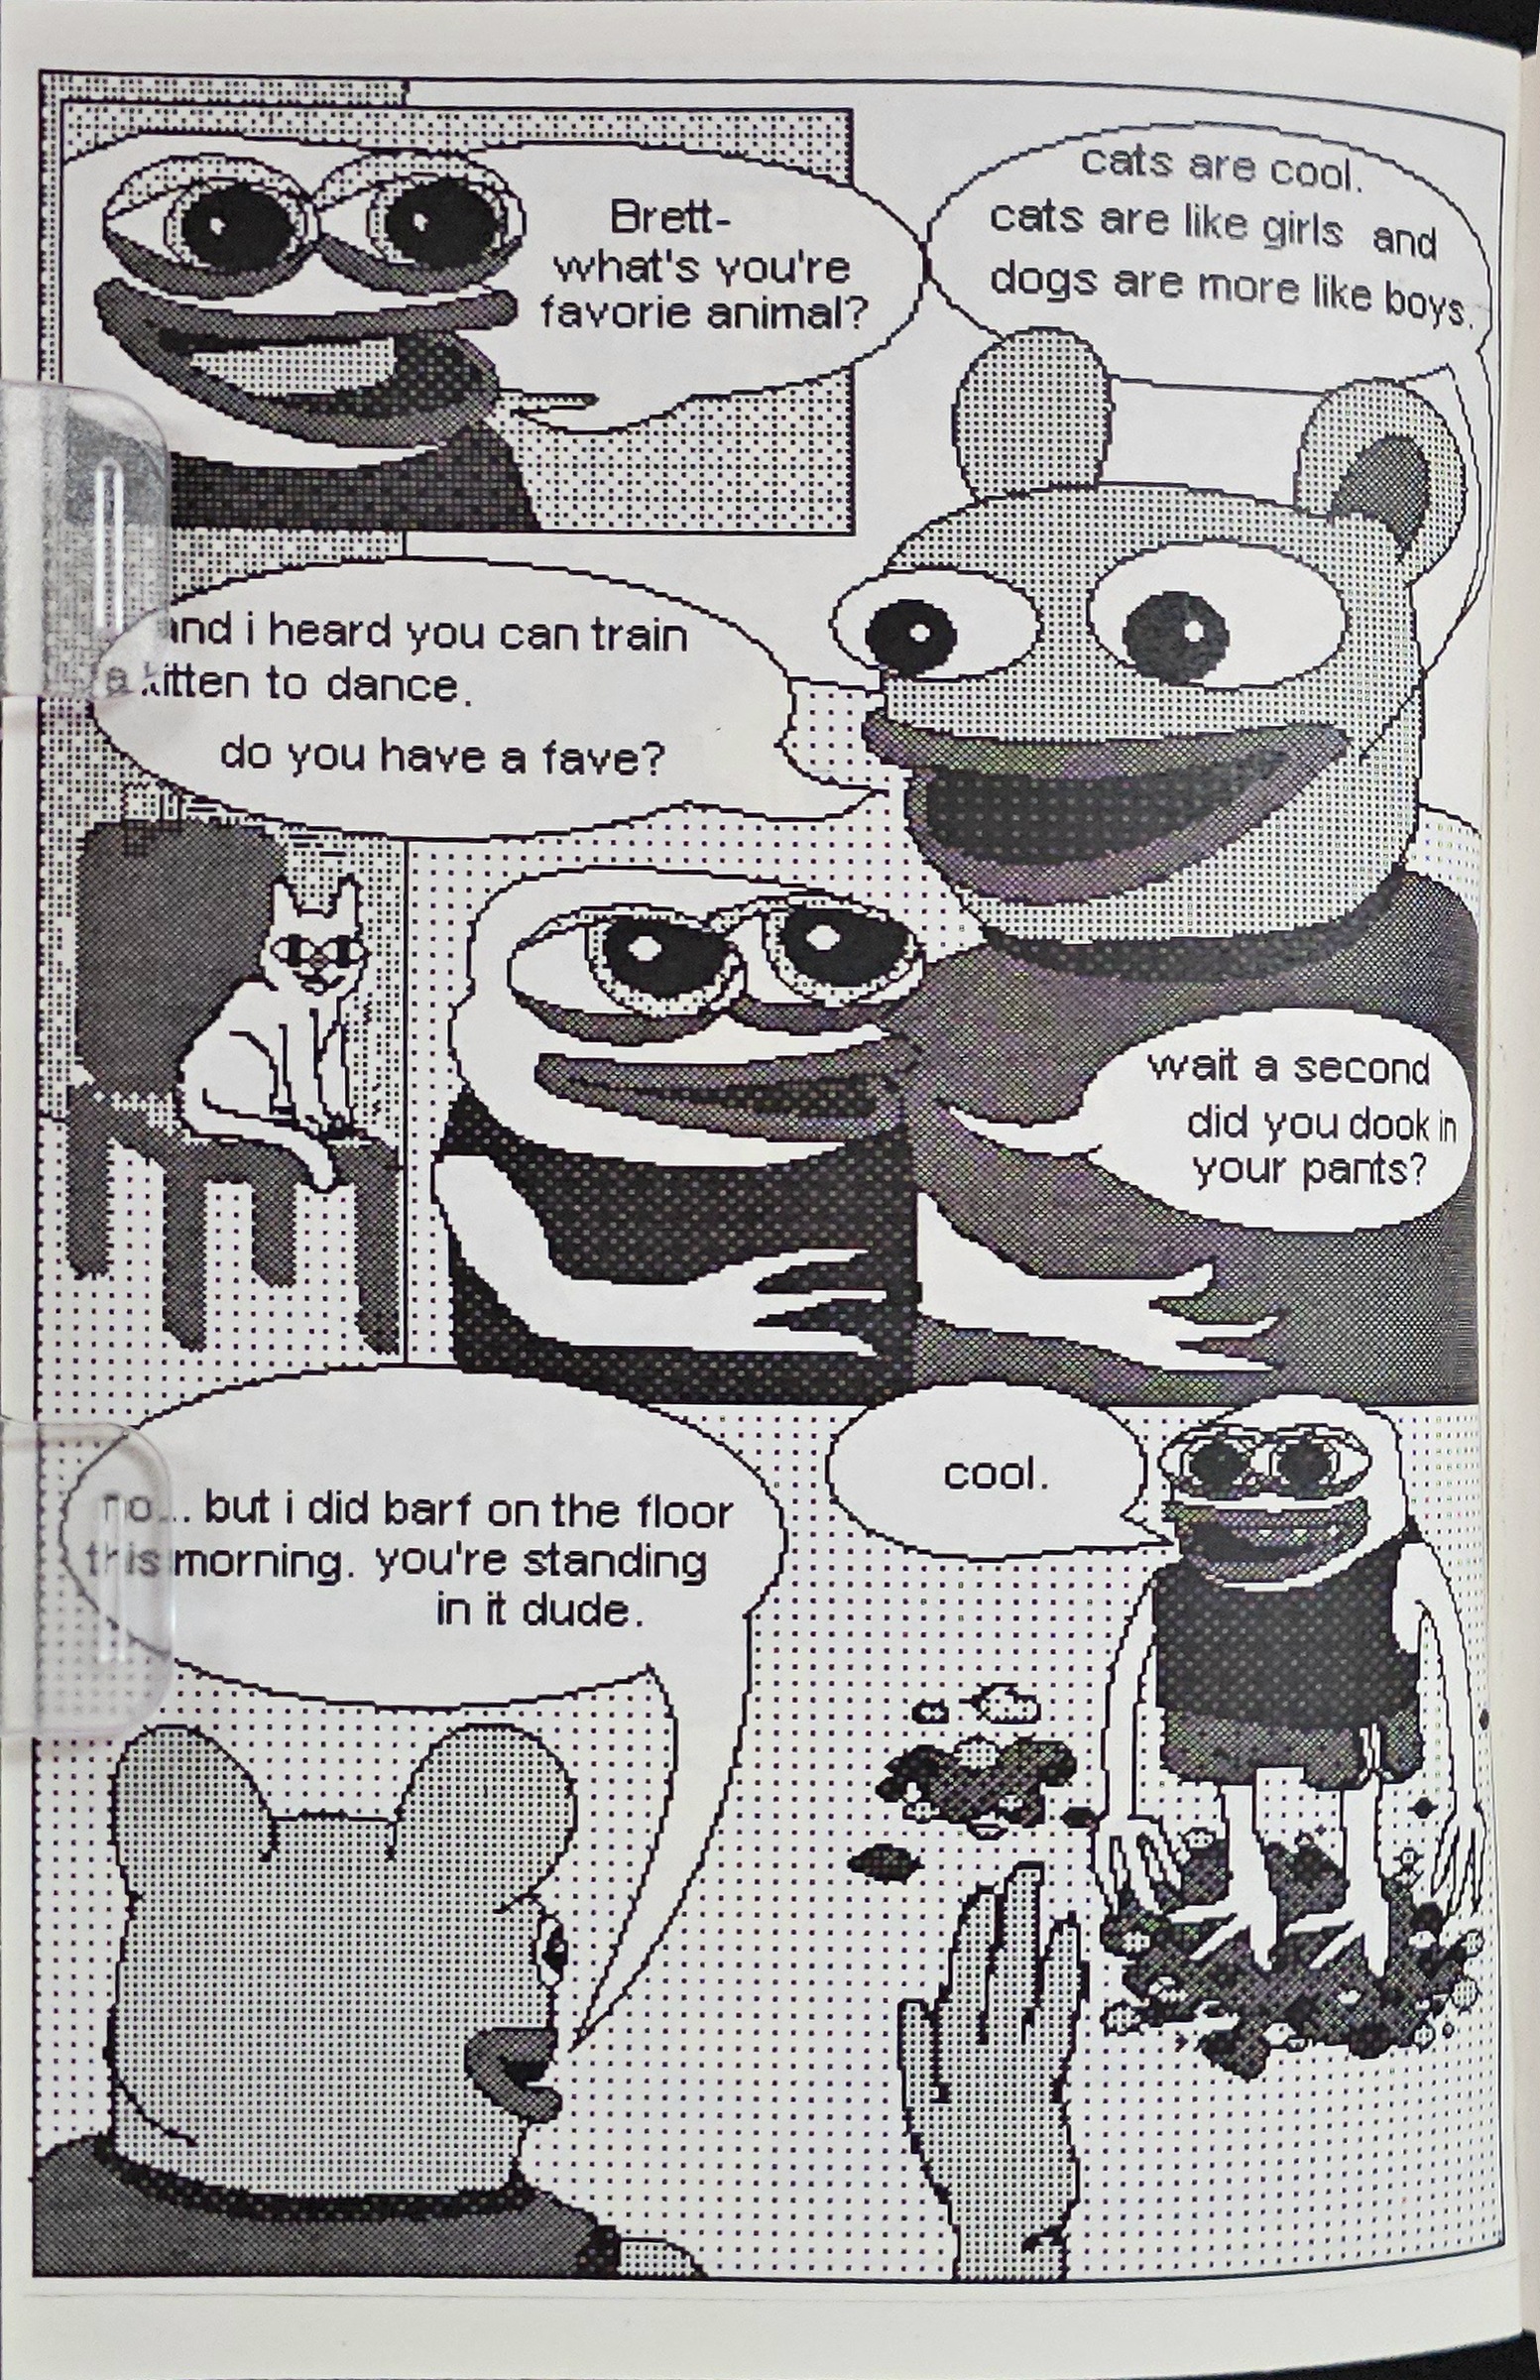 Brett-
what's you're
favorie animal?
cats are cool.
cats are like girls and
dogs are more like boys.
and i heard you can train
a kitten to dance.
do you have a fave?
wait a second
did you dook in
your pants?
no... but i did barf on the floor
this morning. you're standing
in it dude.
cool.